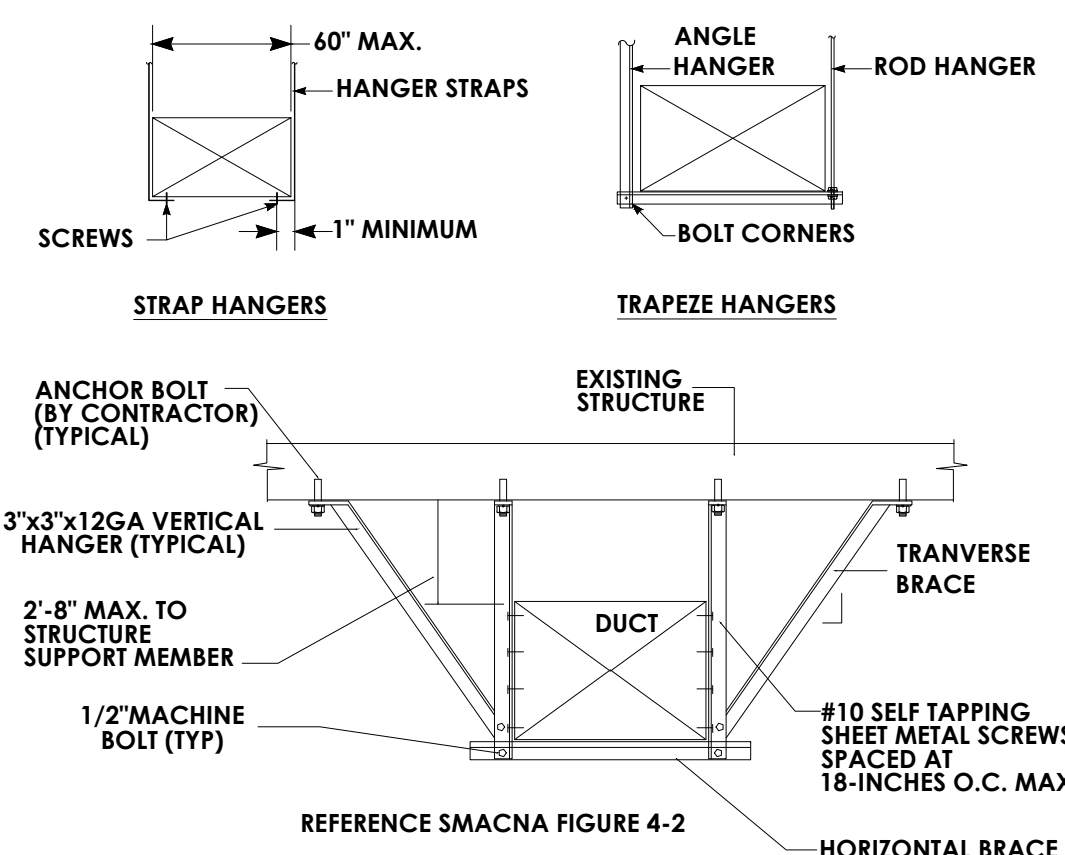 60" MAX.
HANGER STRAPS
SCREWS
1" MINIMUM
STRAP HANGERS
ANGLE
HANGER
ROD HANGER
BOLT CORNERS
TRAPEZE HANGERS
ANCHOR BOLT
(BY CONTRACTOR)
(TYPICAL)
EXISTING
STRUCTURE
3"x3"x12GA VERTICAL
HANGER (TYPICAL)
TRANVERSE
BRACE
2'-8" MAX. TO
STRUCTURE
SUPPORT MEMBER
DUCT
1/2"MACHINE
BOLT (TYP)
#10 SELF TAPPING
SHEET METAL SCREWS
SPACED AT
18-INCHES O.C. MAX
REFERENCE SMACNA FIGURE 4-2
HORIZONTAL BRACE